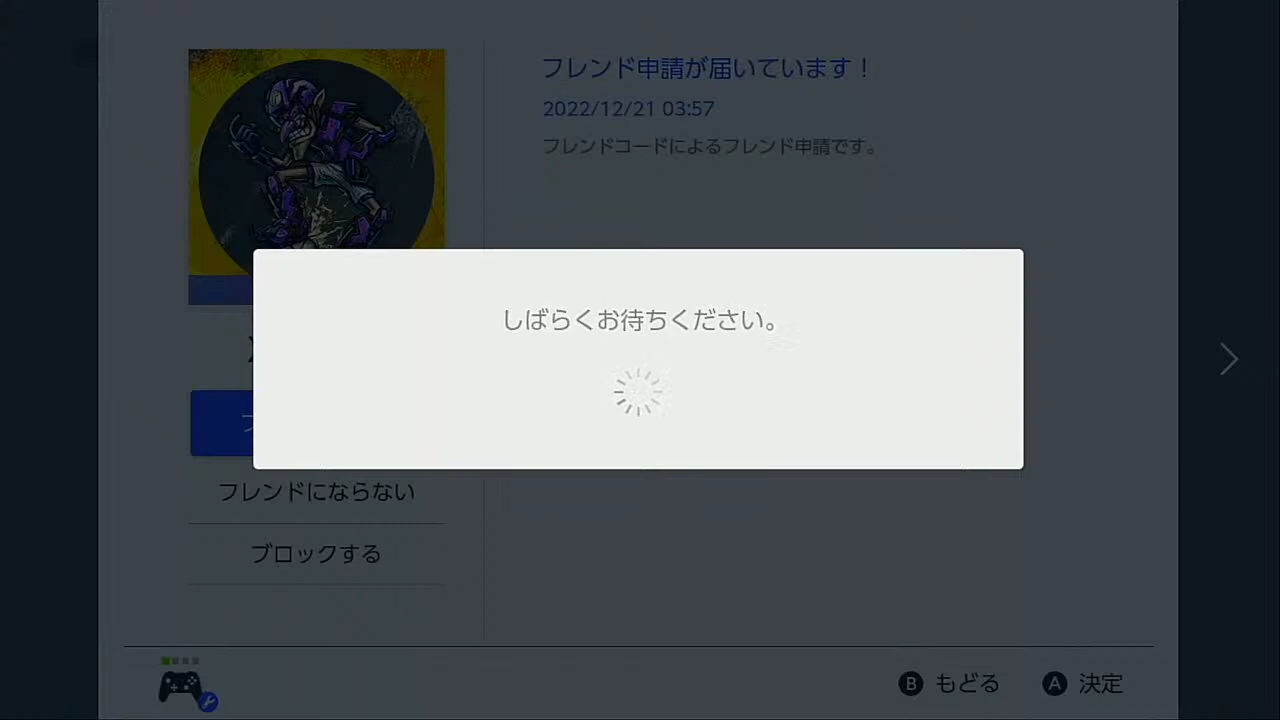 フレンド申請が届いています！
2022/12/21 03:57
フレンドコードによるフレンド申請です。
しばらくお待ちください。
フレンドにならない
ブロックする
B もどる
A 決定